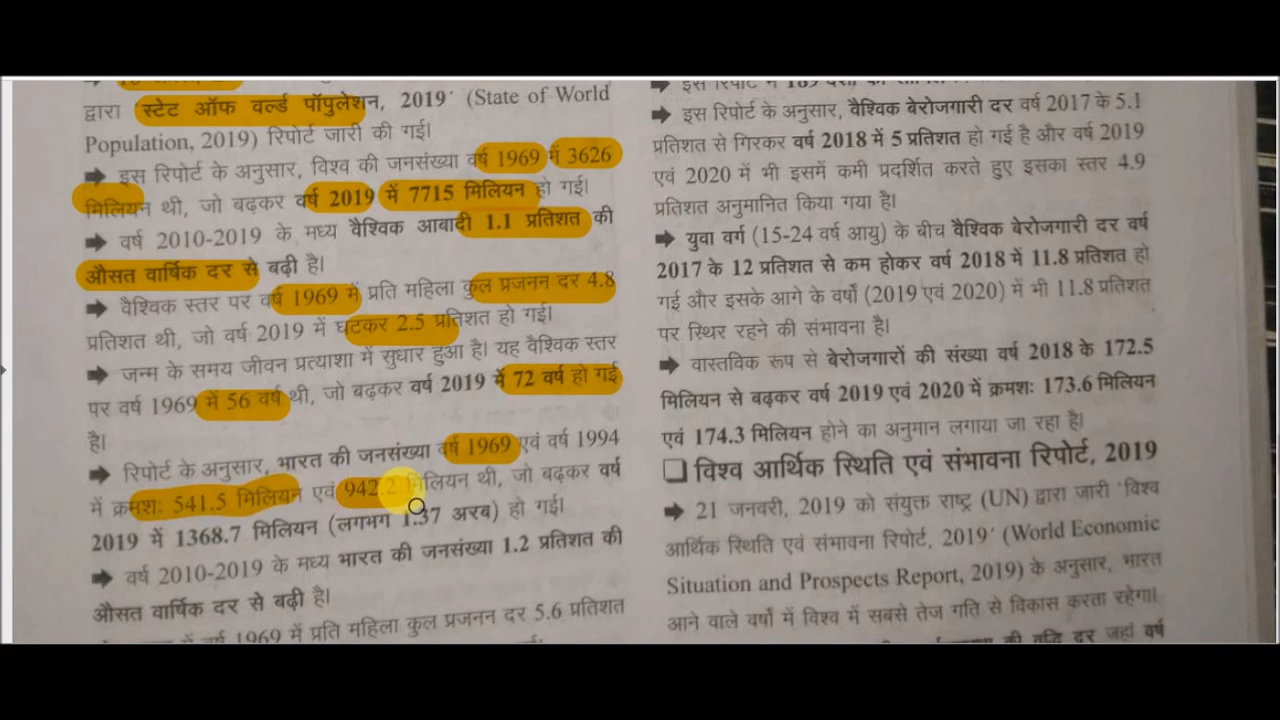 द्वारा 'स्टेट ऑफ वर्ल्ड पॉपुलेशन, 2019' (State of World
Population, 2019) रिपोर्ट जारी की गई।
➡ इस रिपोर्ट के अनुसार, विश्व की जनसंख्या वर्ष 1969 में 3626
मिलियन थी, जो बढ़कर वर्ष 2019 में 7715 मिलियन हो गई।
➡ वर्ष 2010-2019 के मध्य वैश्विक आबादी 1.1 प्रतिशत की
औसत वार्षिक दर से बढ़ी है।
➡ वैश्विक स्तर पर वर्ष 1969 में प्रति महिला कुल प्रजनन दर 4.8
प्रतिशत थी, जो वर्ष 2019 में घटकर 2.5 प्रतिशत हो गई।
➡ जन्म के समय जीवन प्रत्याशा में सुधार हुआ है। यह वैश्विक स्तर
पर वर्ष 1969 में 56 वर्ष थी, जो बढ़कर वर्ष 2019 में 72 वर्ष हो गई
है।
➡ रिपोर्ट के अनुसार, भारत की जनसंख्या वर्ष 1969 एवं वर्ष 1994
में क्रमशः 541.5 मिलियन एवं 942.2 मिलियन थी, जो बढ़कर वर्ष
2019 में 1368.7 मिलियन (लगभग 1.37 अरब) हो गई।
➡ वर्ष 2010-2019 के मध्य भारत की जनसंख्या 1.2 प्रतिशत की
औसत वार्षिक दर से बढ़ी है।
में वर्ष 1969 में प्रति महिला कुल प्रजनन दर 5.6 प्रतिशत
➡ इस रिपोर्ट में 189 देशों
➡ इस रिपोर्ट के अनुसार, वैश्विक बेरोजगारी दर वर्ष 2017 के 5.1
प्रतिशत से गिरकर वर्ष 2018 में 5 प्रतिशत हो गई है और वर्ष 2019
एवं 2020 में भी इसमें कमी प्रदर्शित करते हुए इसका स्तर 4.9
प्रतिशत अनुमानित किया गया है।
➡ युवा वर्ग (15-24 वर्ष आयु) के बीच वैश्विक बेरोजगारी दर वर्ष
2017 के 12 प्रतिशत से कम होकर वर्ष 2018 में 11.8 प्रतिशत हो
गई और इसके आगे के वर्षों (2019 एवं 2020) में भी 11.8 प्रतिशत
पर स्थिर रहने की संभावना है।
➡ वास्तविक रूप से बेरोजगारों की संख्या वर्ष 2018 के 172.5
मिलियन से बढ़कर वर्ष 2019 एवं 2020 में क्रमशः 173.6 मिलियन
एवं 174.3 मिलियन होने का अनुमान लगाया जा रहा है।
❑ विश्व आर्थिक स्थिति एवं संभावना रिपोर्ट, 2019
➡ 21 जनवरी, 2019 को संयुक्त राष्ट्र (UN) द्वारा जारी 'विश्व
आर्थिक स्थिति एवं संभावना रिपोर्ट, 2019' (World Economic
Situation and Prospects Report, 2019) के अनुसार, भारत
आने वाले वर्षों में विश्व में सबसे तेज गति से विकास करता रहेगा।
की वृद्धि दर जहां वर्ष